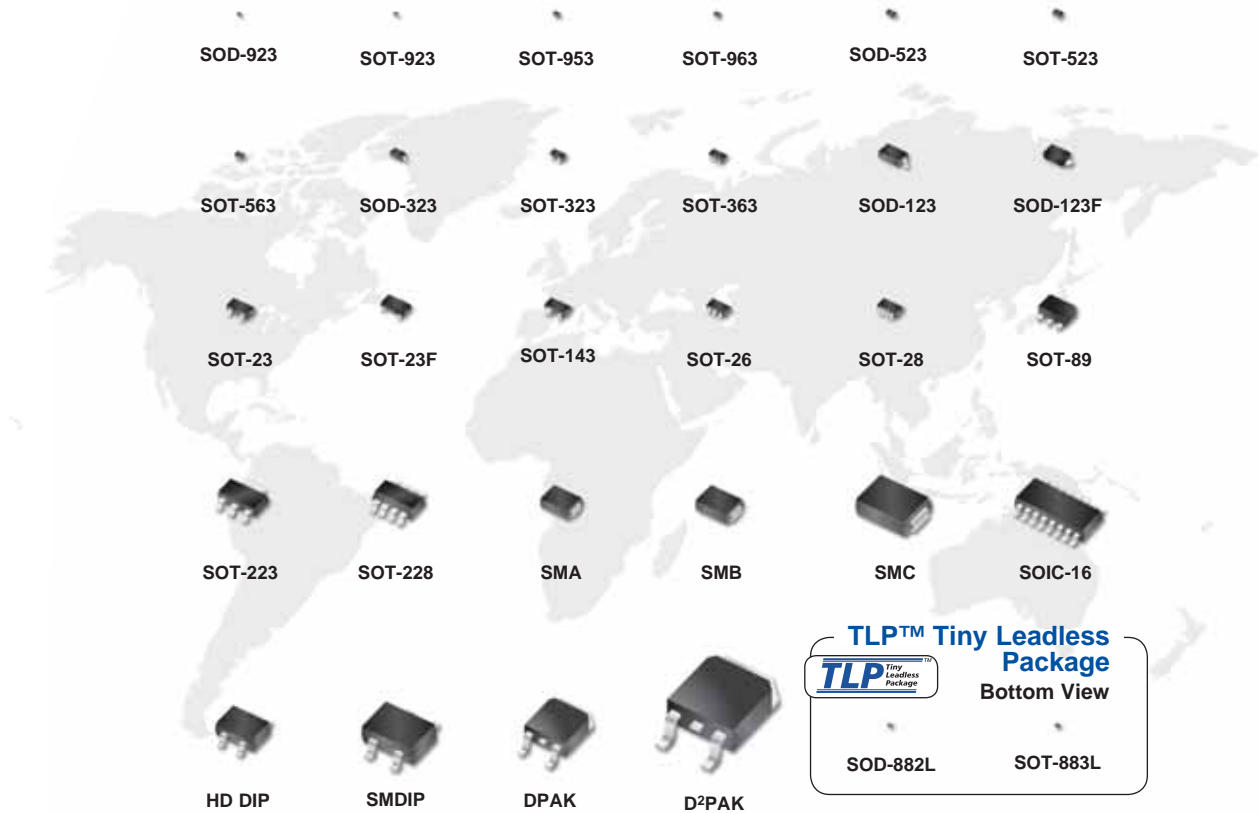 SOD-923 SOT-923 SOT-953 SOT-963 SOD-523 SOT-523
SOT-563 SOD-323 SOT-323 SOT-363 SOD-123 SOD-123F
SOT-23 SOT-23F SOT-143 SOT-26 SOT-28 SOT-89
SOT-223 SOT-228 SMA SMB SMC SOIC-16
HD DIP SMDIP DPAK D²PAK
TLP™ Tiny Leadless
Package
TLP Tiny
Leadless
Package
™
Bottom View
SOD-882L SOT-883L